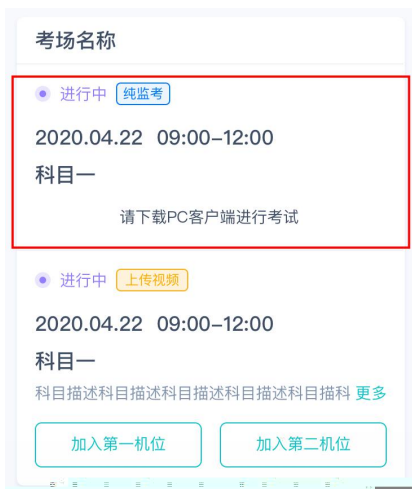 考场名称
进行中 纯监考
2020.04.22 09:00-12:00
科目一
请下载PC客户端进行考试
进行中 上传视频
2020.04.22 09:00-12:00
科目一
科目描述科目描述科目描述科目描述科目描科 更多
加入第一机位 加入第二机位